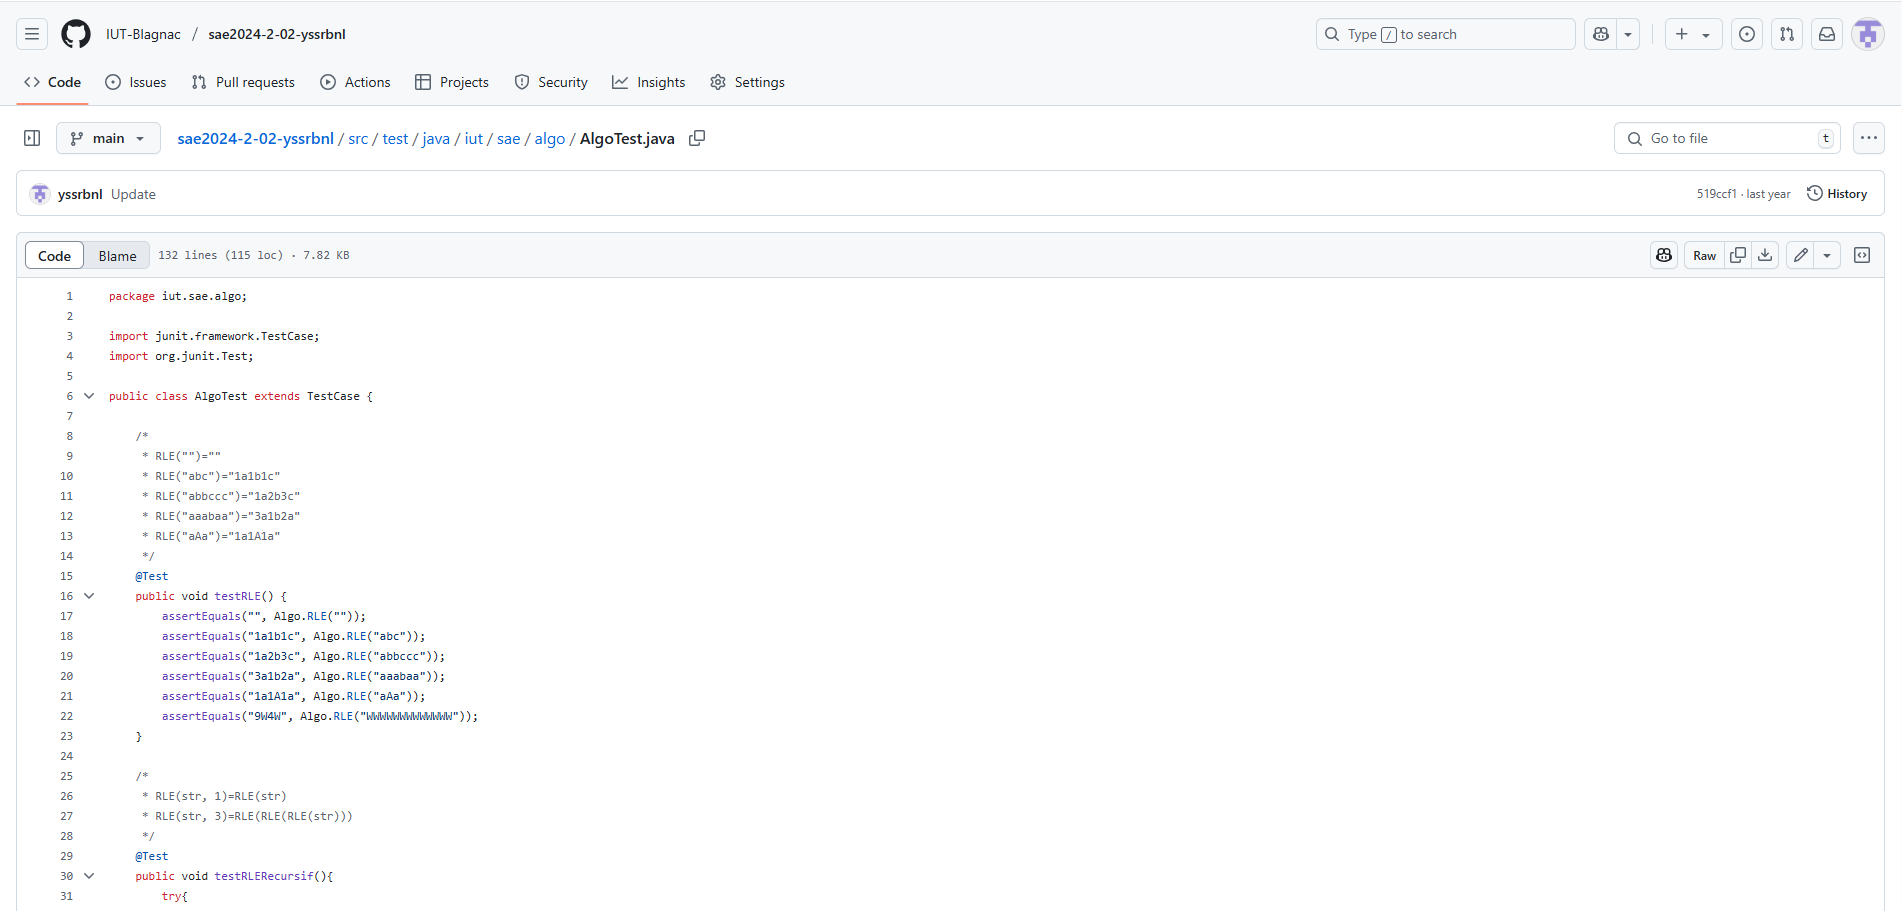 IUT-Blagnac / sae2024-2-02-yssrbnl
Type / to search
Code Issues Pull requests Actions Projects Security Insights Settings
main sae2024-2-02-yssrbnl / src / test / java / iut / sae / algo / AlgoTest.java
Go to file t
yssrbnl Update
519ccf1 · last year History
Code Blame 132 lines (115 loc) · 7.82 KB
Raw
1 package iut.sae.algo;
2
3 import junit.framework.TestCase;
4 import org.junit.Test;
5
6 public class AlgoTest extends TestCase {
7
8 /*
9 * RLE("")=""
10 * RLE("abc")="1a1b1c"
11 * RLE("abbccc")="1a2b3c"
12 * RLE("aaabaa")="3a1b2a"
13 * RLE("aAa")="1a1A1a"
14 */
15 @Test
16 public void testRLE() {
17 assertEquals("", Algo.RLE(""));
18 assertEquals("1a1b1c", Algo.RLE("abc"));
19 assertEquals("1a2b3c", Algo.RLE("abbccc"));
20 assertEquals("3a1b2a", Algo.RLE("aaabaa"));
21 assertEquals("1a1A1a", Algo.RLE("aAa"));
22 assertEquals("9W4W", Algo.RLE("WWWWWWWWWWWWW"));
23 }
24
25 /*
26 * RLE(str, 1)=RLE(str)
27 * RLE(str, 3)=RLE(RLE(RLE(str)))
28 */
29 @Test
30 public void testRLERecursif(){
31 try{